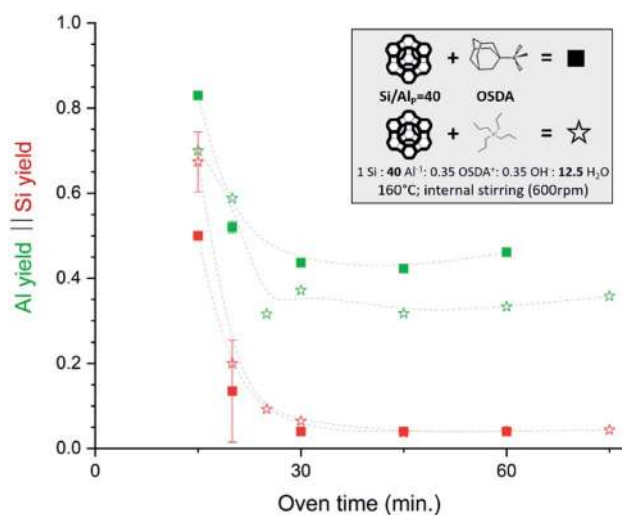 Al yield || Si yield
1.0
0.8
0.6
0.4
0.2
0.0
0
30
60
Oven time (min.)
+ = ■
Si/Alₚ=40 OSDA
+ = ☆
1 Si : 40 Al⁻¹: 0.35 OSDA⁺: 0.35 OH⁻: 12.5 H₂O
160°C; internal stirring (600rpm)